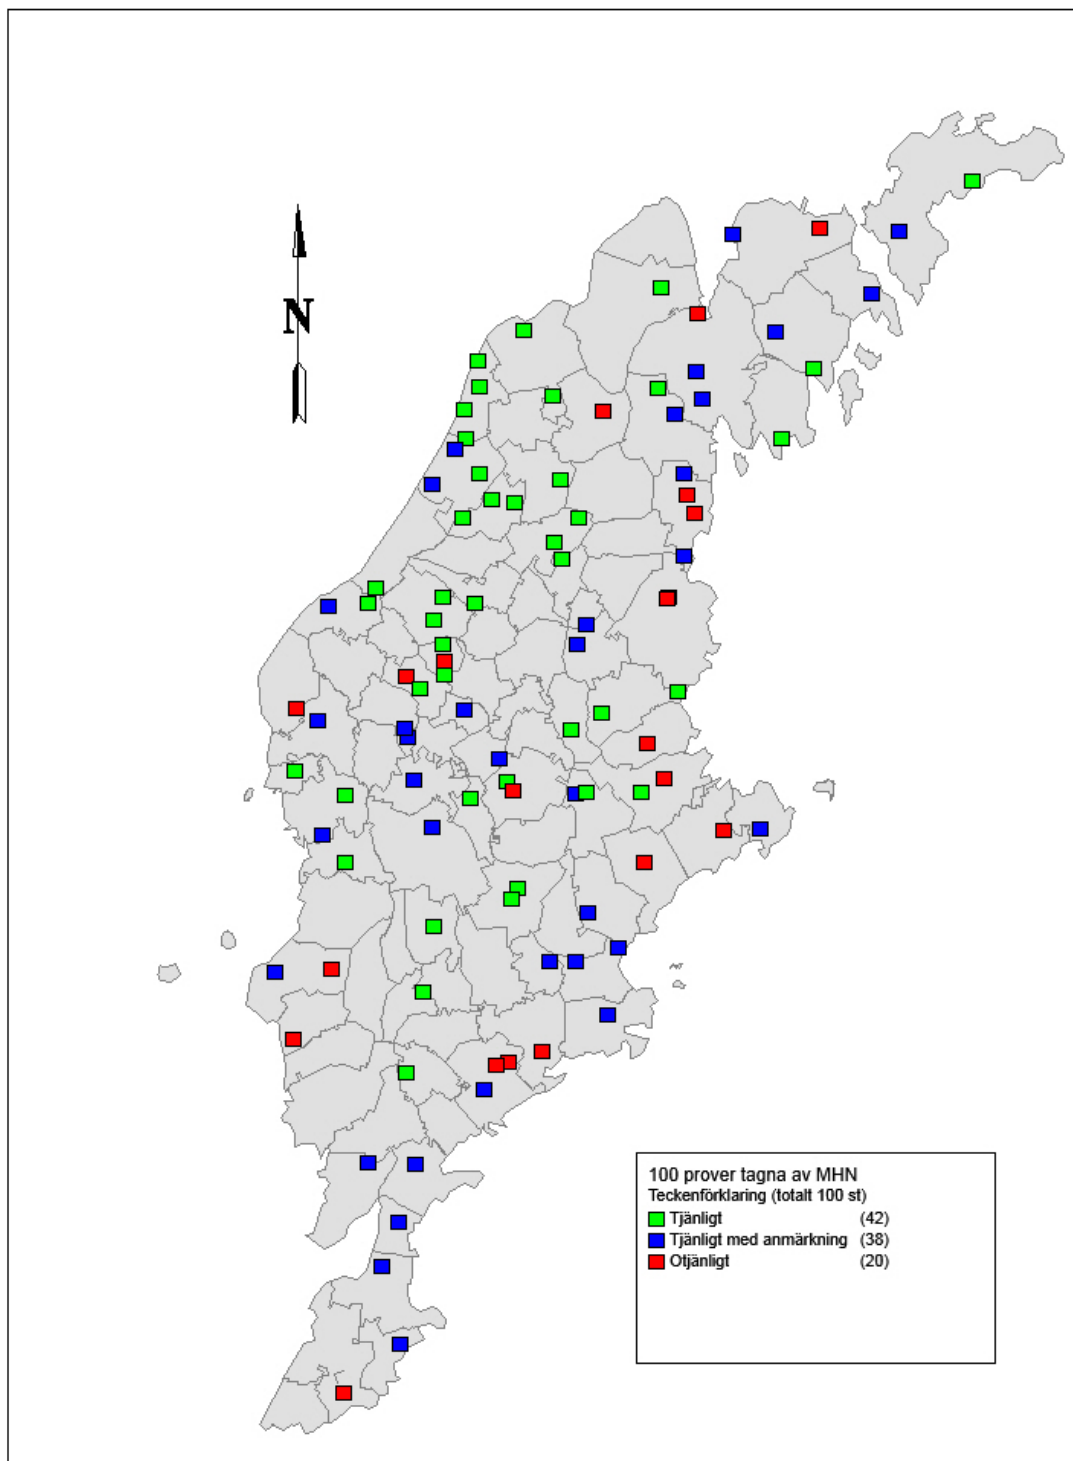 N
100 prover tagna av MHN
Teckenförklaring (totalt 100 st)
Tjänligt (42)
Tjänligt med anmärkning (38)
Otjänligt (20)